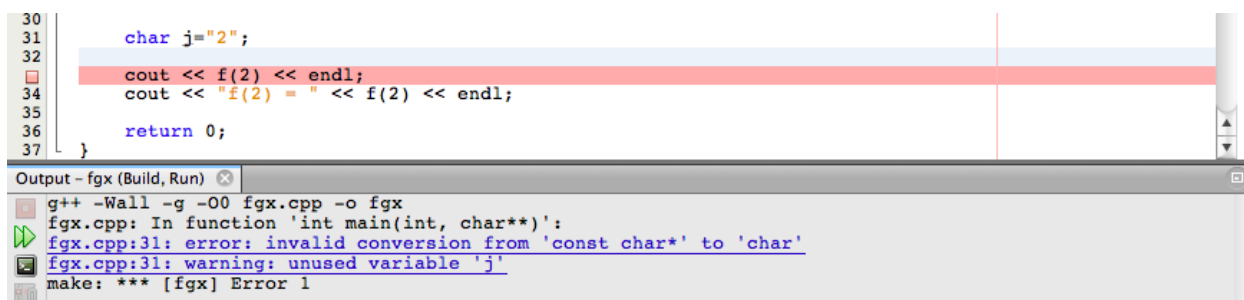 30
31 char j="2";
32
cout << f(2) << endl;
34 cout << "f(2) = " << f(2) << endl;
35
36 return 0;
37 }
Output – fgx (Build, Run)
g++ -Wall -g -O0 fgx.cpp -o fgx
fgx.cpp: In function 'int main(int, char**)':
fgx.cpp:31: error: invalid conversion from 'const char*' to 'char'
fgx.cpp:31: warning: unused variable 'j'
make: *** [fgx] Error 1